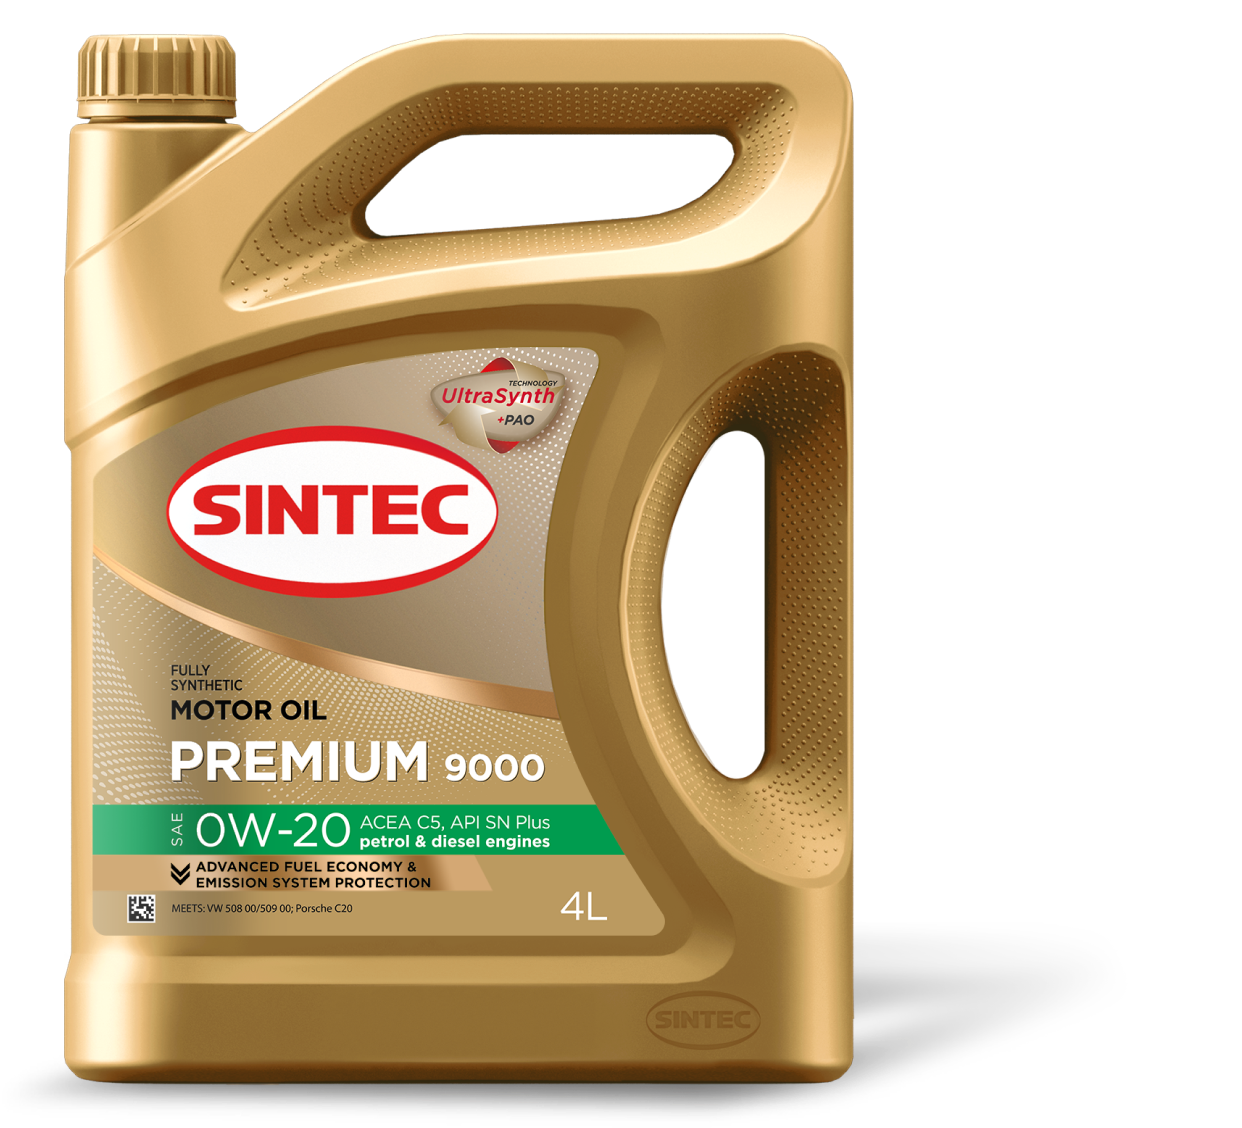 TECHNOLOGY
UltraSynth
+PAO
SINTEC
FULLY
SYNTHETIC
MOTOR OIL
PREMIUM 9000
SAE 0W-20
ACEA C5, API SN Plus
petrol & diesel engines
ADVANCED FUEL ECONOMY &
EMISSION SYSTEM PROTECTION
MEETS: VW 508 00/509 00; Porsche C20
4L
SINTEC